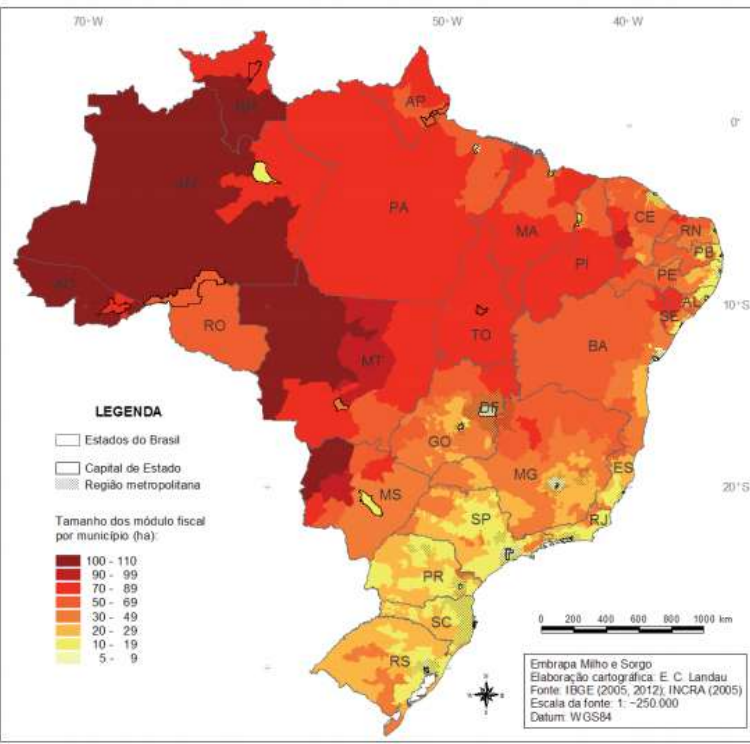 70°W 50°W 40°W
0°
10°S
20°S
AP
PA
MA
CE
RN
PB
PE
AL
SE
PI
TO
BA
RO
MT
DF
GO
MG
ES
MS
SP
RJ
PR
SC
RS
LEGENDA
Estados do Brasil
Capital de Estado
Região metropolitana
Tamanho dos módulo fiscal
por município (ha):
100 - 110
90 - 99
70 - 89
50 - 69
30 - 49
20 - 29
10 - 19
5 - 9
0 200 400 600 800 1000 km
N
W E
S
Embrapa Milho e Sorgo
Elaboração cartográfica: E. C. Landau
Fonte: IBGE (2005, 2012); INCRA (2005)
Escala da fonte: 1: ~250.000
Datum: WGS84